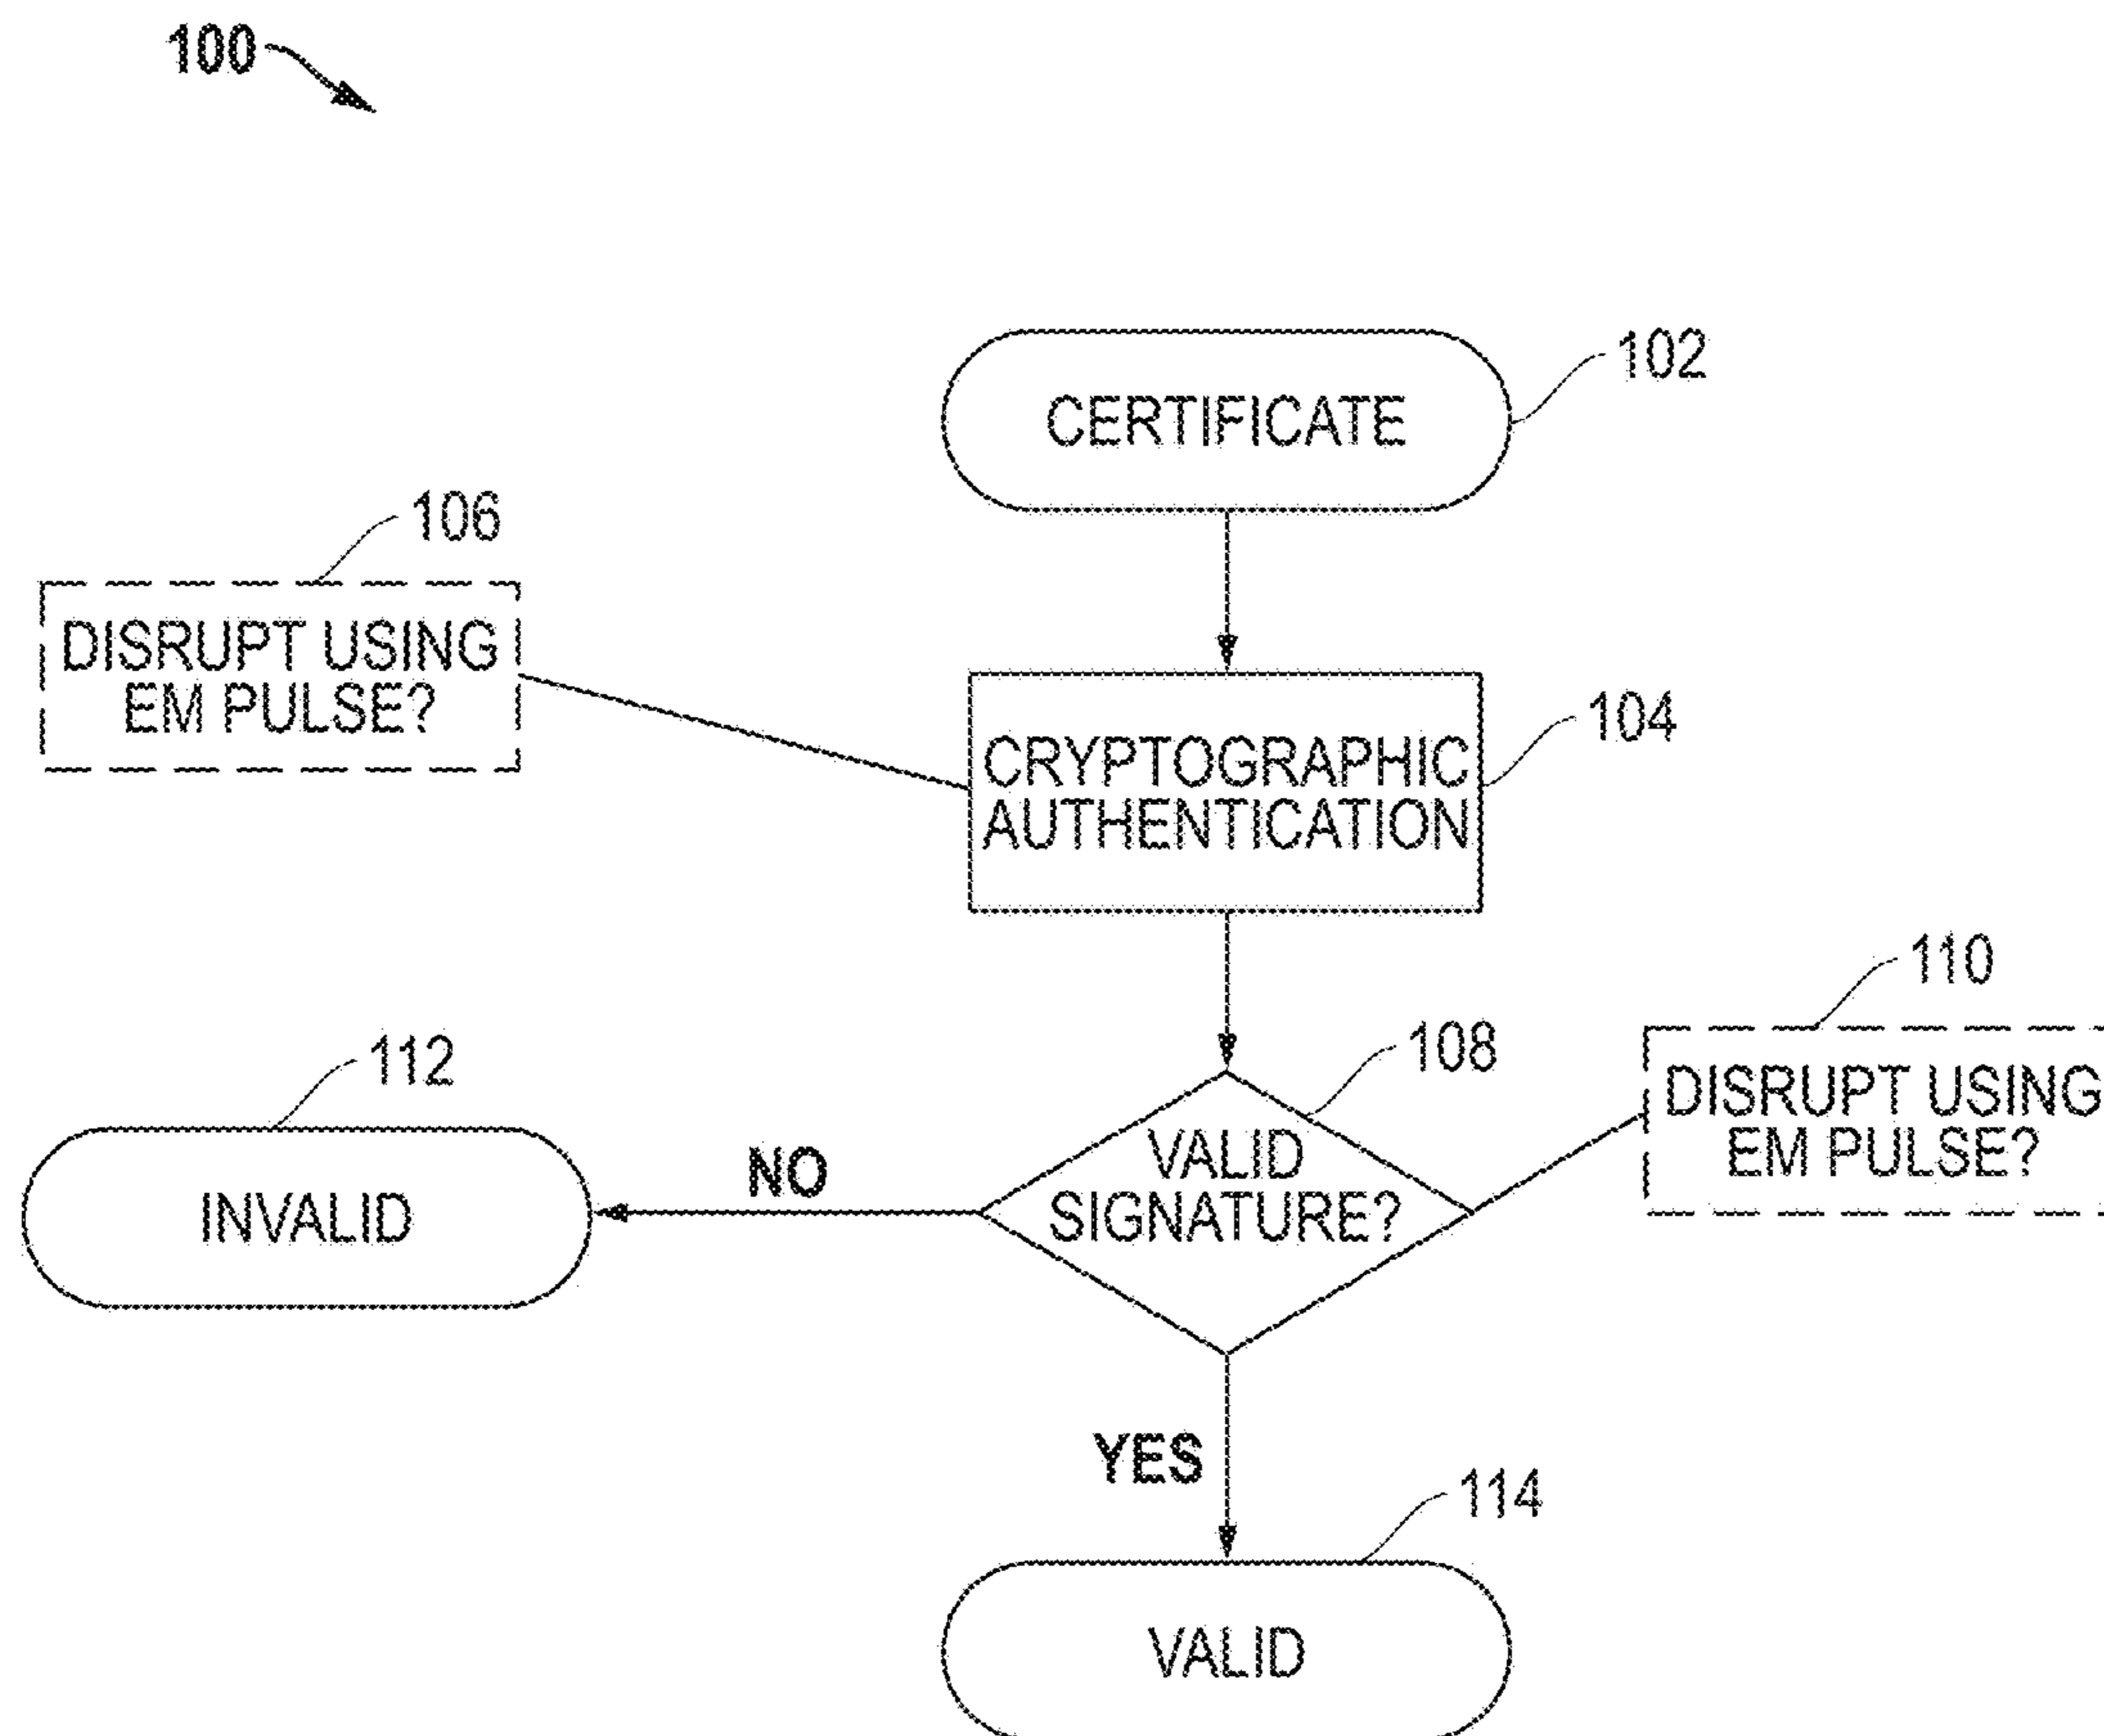 100
CERTIFICATE
102
106
DISRUPT USING
EM PULSE?
CRYPTOGRAPHIC
AUTHENTICATION
104
110
DISRUPT USING
EM PULSE?
108
VALID
SIGNATURE?
112
INVALID
NO
YES
114
VALID